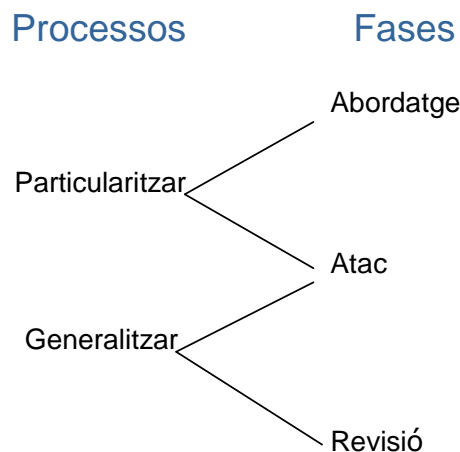 Processos Fases
Abordatge
Particularitzar
Atac
Generalitzar
Revisió